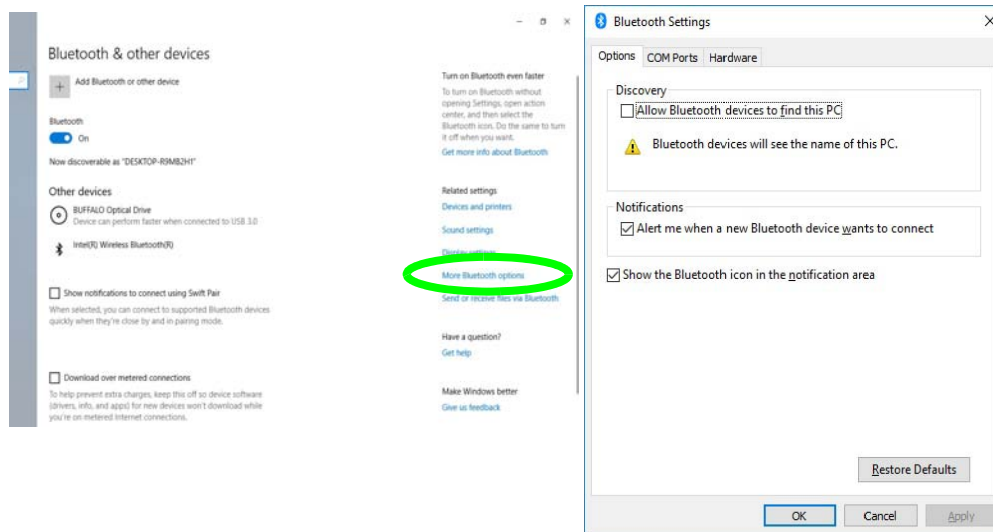 Bluetooth & other devices
Add Bluetooth or other device
Bluetooth
On
Now discoverable as "DESKTOP-R9MB2H1"
Other devices
BUFFALO Optical Drive
Device can perform faster when connected to USB 3.0
Intel(R) Wireless Bluetooth(R)
Show notifications to connect using Swift Pair
When selected, you can connect to supported Bluetooth devices
quickly when they're close by and in pairing mode.
Download over metered connections
To help prevent extra charges, keep this off so device software
(drivers, info, and apps) for new devices won't download while
you're on metered Internet connections.
Turn on Bluetooth even faster
To turn on Bluetooth without
opening Settings, open action
center, and then select the
Bluetooth icon. Do the same to turn
it off when you want.
Get more info about Bluetooth
Related settings
Devices and printers
Sound settings
Display settings
More Bluetooth options
Send or receive files via Bluetooth
Have a question?
Get help
Make Windows better
Give us feedback
Bluetooth Settings
Options COM Ports Hardware
Discovery
Allow Bluetooth devices to find this PC
Bluetooth devices will see the name of this PC.
Notifications
Alert me when a new Bluetooth device wants to connect
Show the Bluetooth icon in the notification area
Restore Defaults
OK Cancel Apply